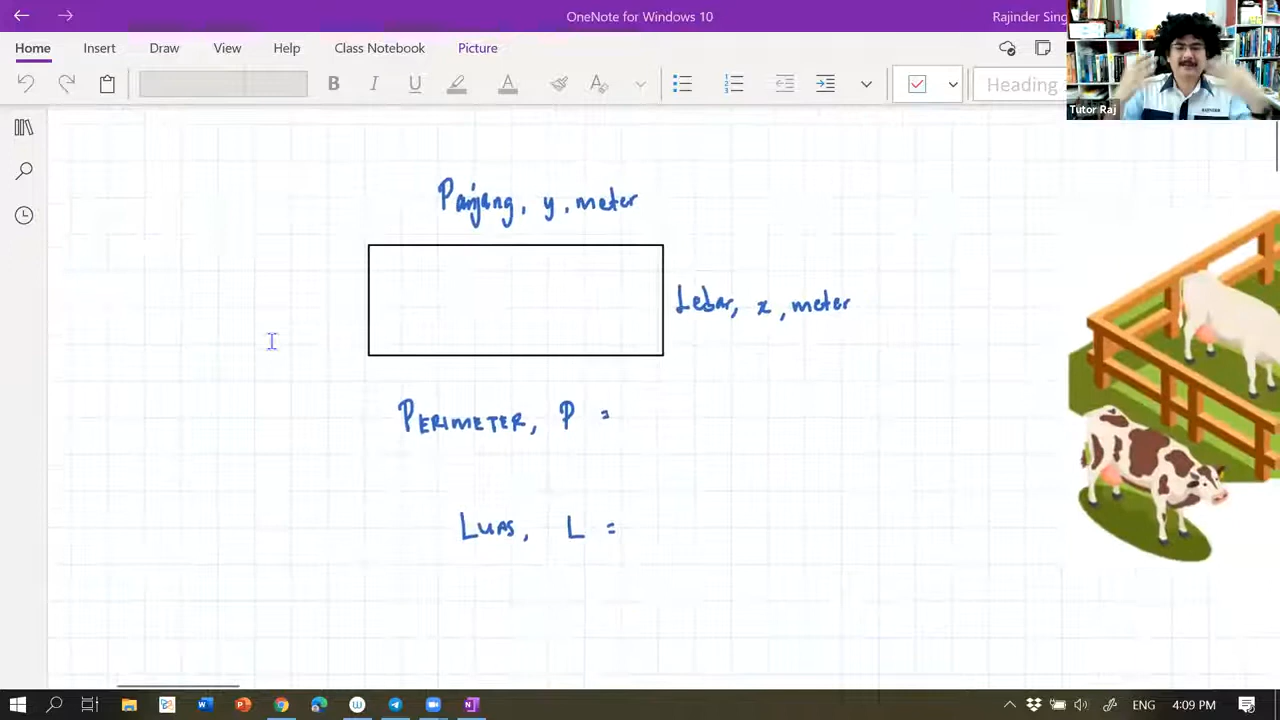 OneNote for Windows 10
Rajinder Sing
Home Insert Draw View Help Class Notebook Picture
B I U A Heading
Tutor Raj
Panjang, y, meter
Lebar, x, meter
PERIMETER, P =
LUAS, L =
ENG 4:09 PM